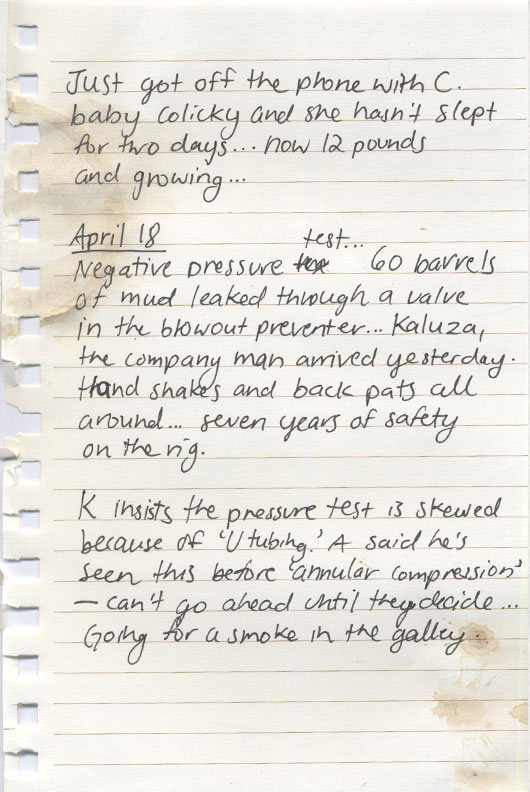 Just got off the phone with C.
baby colicky and she hasn't slept
for two days... now 12 pounds
and growing...
April 18
test...
Negative pressure 60 barrels
of mud leaked through a valve
in the blowout preventer... Kaluza,
the company man arrived yesterday.
Hand shakes and back pats all
around... seven years of safety
on the rig.
K insists the pressure test is skewed
because of 'U tubing.' A said he's
seen this before 'annular compression'
— can't go ahead until they decide...
Going for a smoke in the galley.